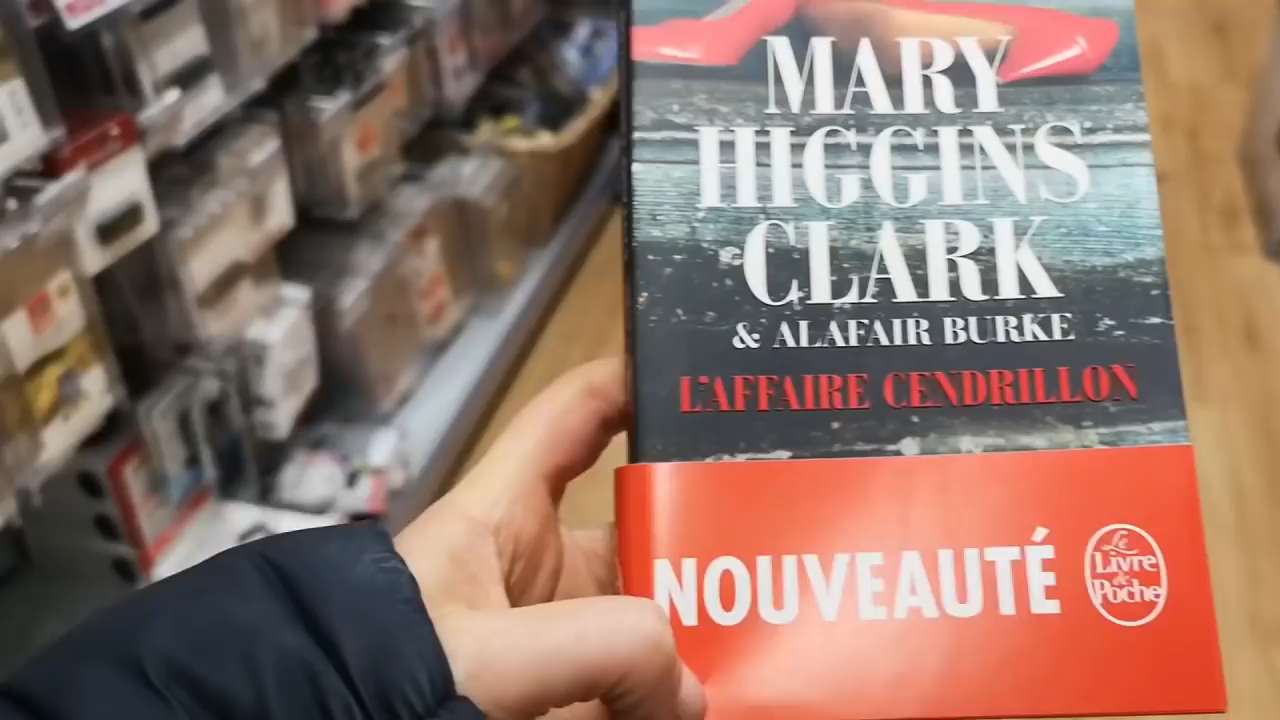 MARY
HIGGINS
CLARK
& ALAFAIR BURKE
L'AFFAIRE CENDRILLON
NOUVEAUTÉ
Le
Livre
de
Poche